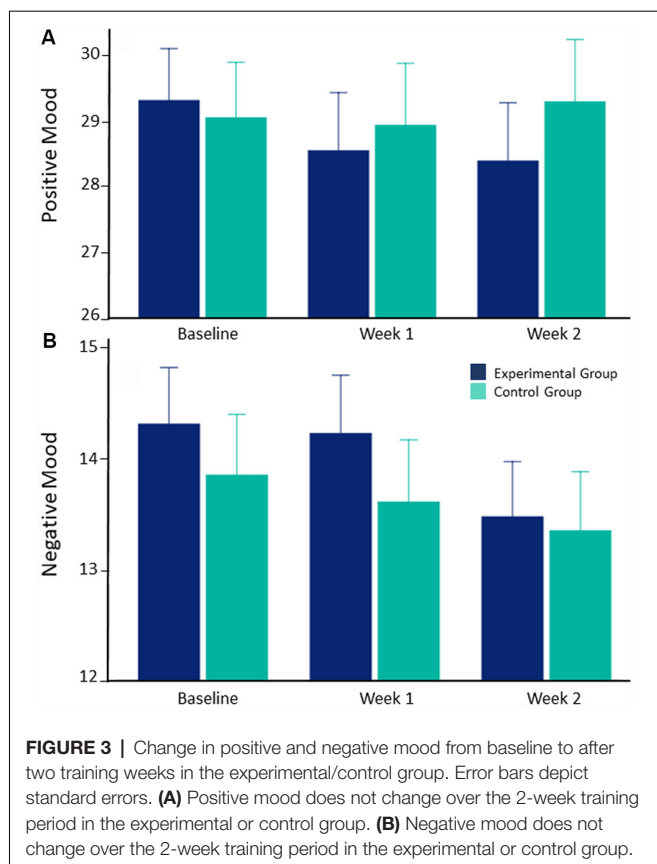 A
30
29
28
27
26
Positive Mood
Baseline Week 1 Week 2
B
15
14
13
12
Negative Mood
Experimental Group
Control Group
Baseline Week 1 Week 2
FIGURE 3 | Change in positive and negative mood from baseline to after
two training weeks in the experimental/control group. Error bars depict
standard errors. (A) Positive mood does not change over the 2-week training
period in the experimental or control group. (B) Negative mood does not
change over the 2-week training period in the experimental or control group.